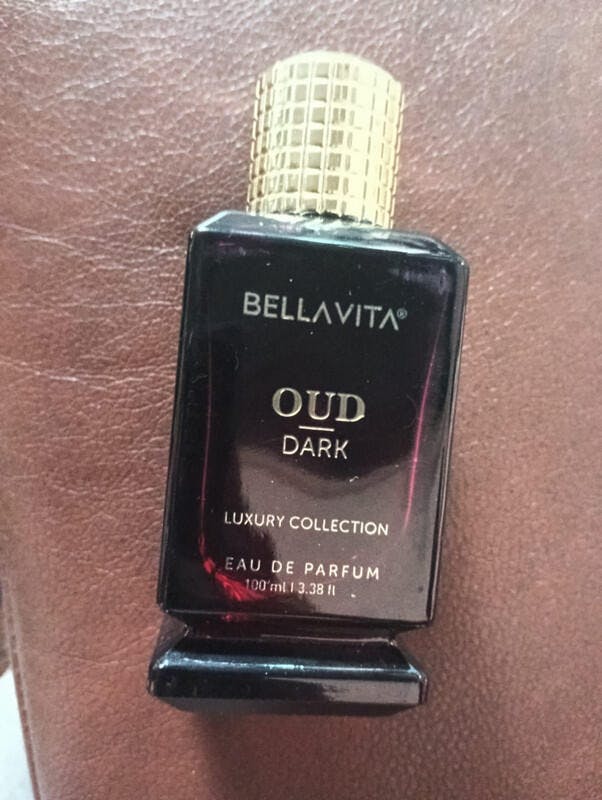 BELLAVITA®
OUD
DARK
LUXURY COLLECTION
EAU DE PARFUM
100 ml | 3.38 fl